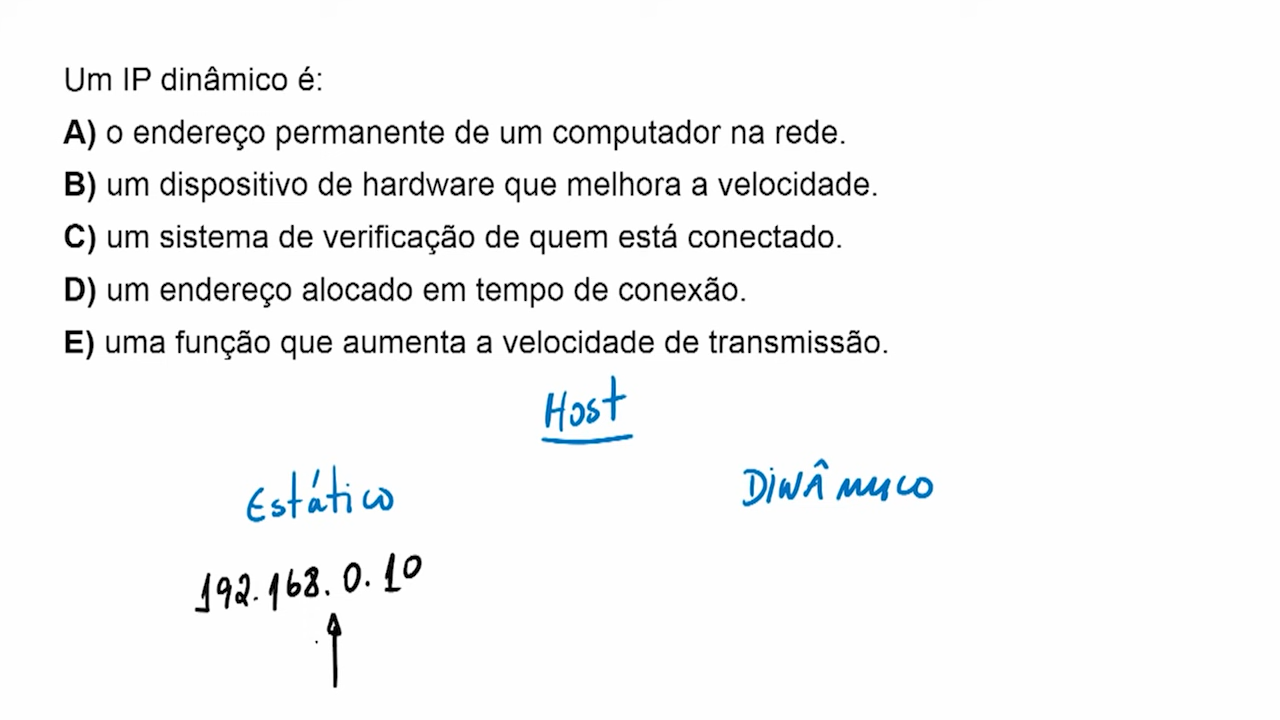 Um IP dinâmico é:
A) o endereço permanente de um computador na rede.
B) um dispositivo de hardware que melhora a velocidade.
C) um sistema de verificação de quem está conectado.
D) um endereço alocado em tempo de conexão.
E) uma função que aumenta a velocidade de transmissão.
Host
Estático
DINÂMICO
192.168.0.10